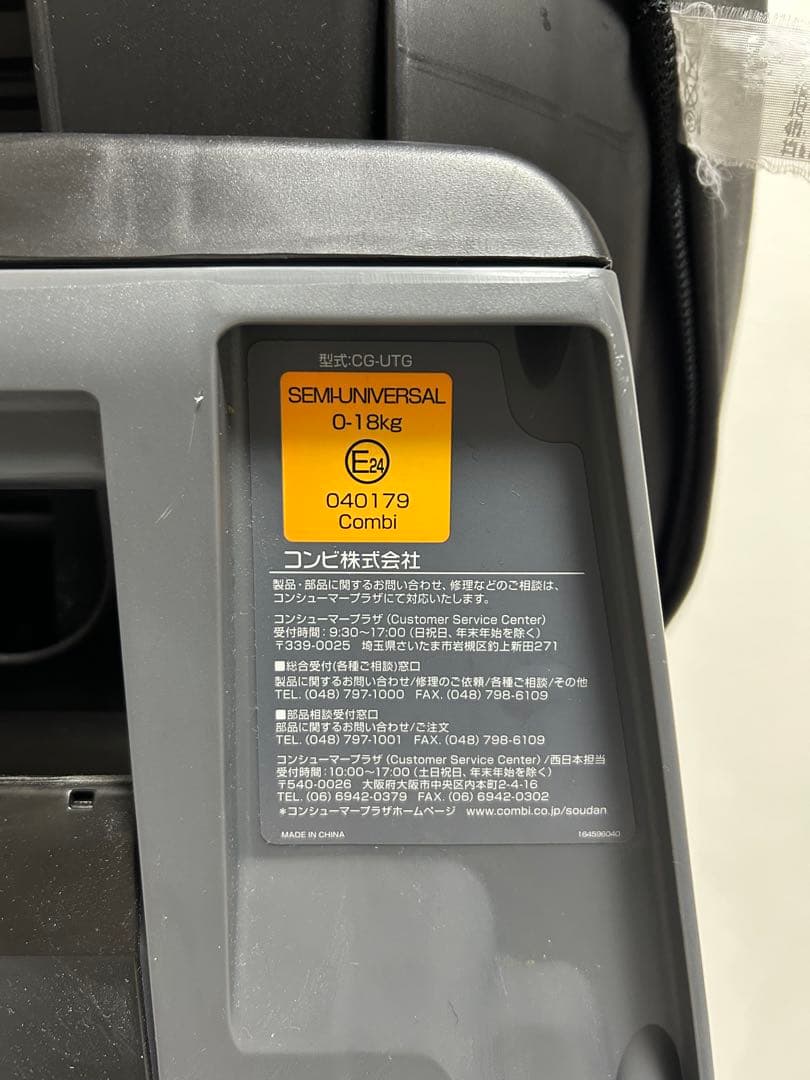 型式:CG-UTG
SEMI-UNIVERSAL
0-18kg
E24
040179
Combi
コンビ株式会社
製品・部品に関するお問い合わせ、修理などのご相談は、
コンシューマープラザにて対応いたします。
コンシューマープラザ(Customer Service Center)
受付時間:9:30~17:00(日祝日、年末年始を除く)
〒339-0025 埼玉県さいたま市岩槻区釣上新田271
■総合受付(各種ご相談)窓口
製品に関するお問い合わせ/修理のご依頼/各種ご相談/その他
TEL.(048)797-1000 FAX.(048)798-6109
■部品相談受付窓口
部品に関するお問い合わせ/ご注文
TEL.(048)797-1001 FAX.(048)798-6109
コンシューマープラザ(Customer Service Center)/西日本担当
受付時間:10:00~17:00(土日祝日、年末年始を除く)
〒540-0026 大阪府大阪市中央区内本町2-4-16
TEL.(06)6942-0379 FAX.(06)6942-0302
*コンシューマープラザホームページ www.combi.co.jp/soudan
MADE IN CHINA 164596040